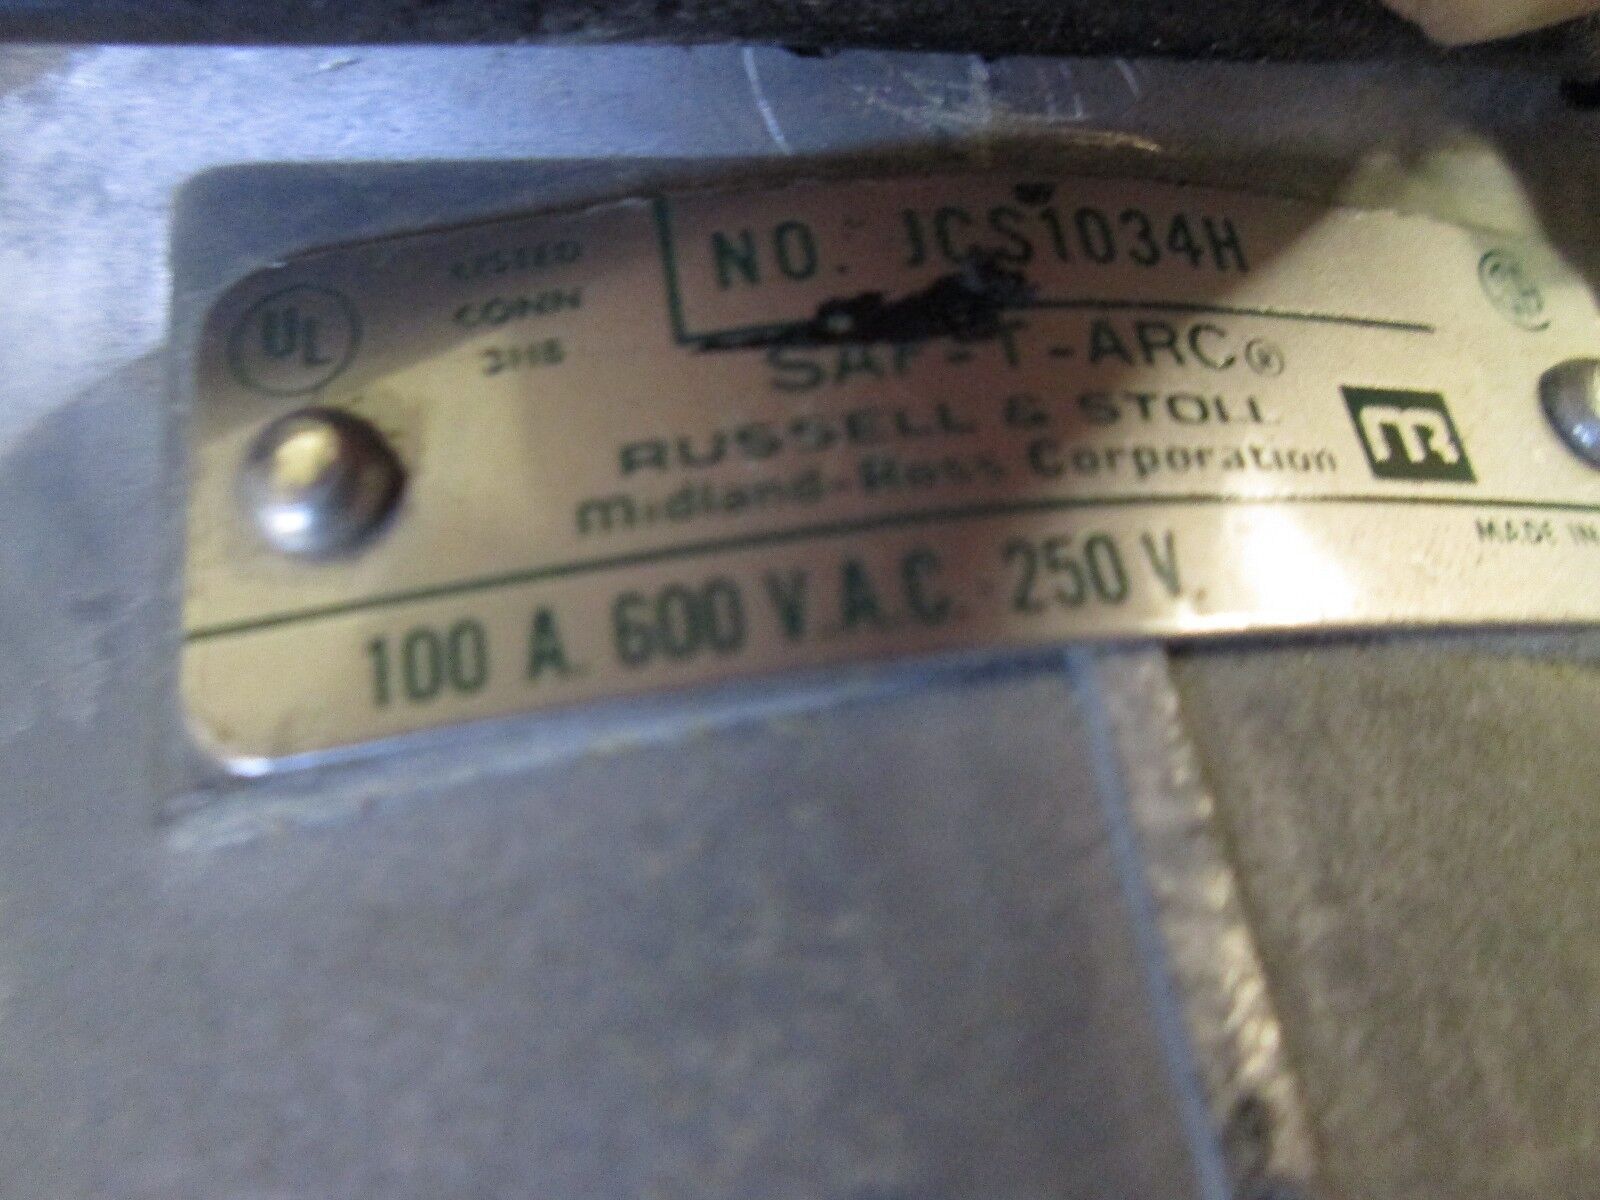 NO. JCS1034H
UL
LISTED
CONN
SAF-T-ARC®
RUSSELL & STOLL
Midland-Ross Corporation
MADE IN
100 A. 600 V.A.C. 250 V.